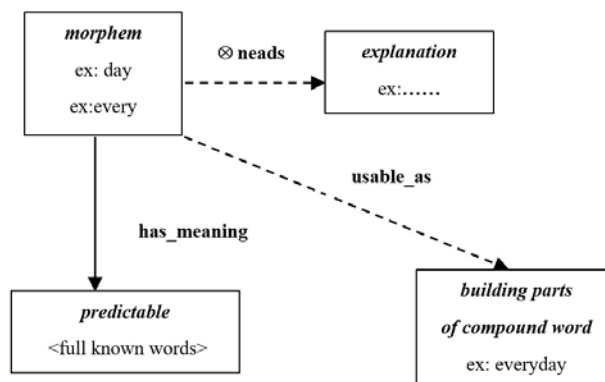 morphem
ex: day
ex:every
⊗ neads
explanation
ex:……
usable_as
has_meaning
predictable
<full known words>
building parts
of compound word
ex: everyday